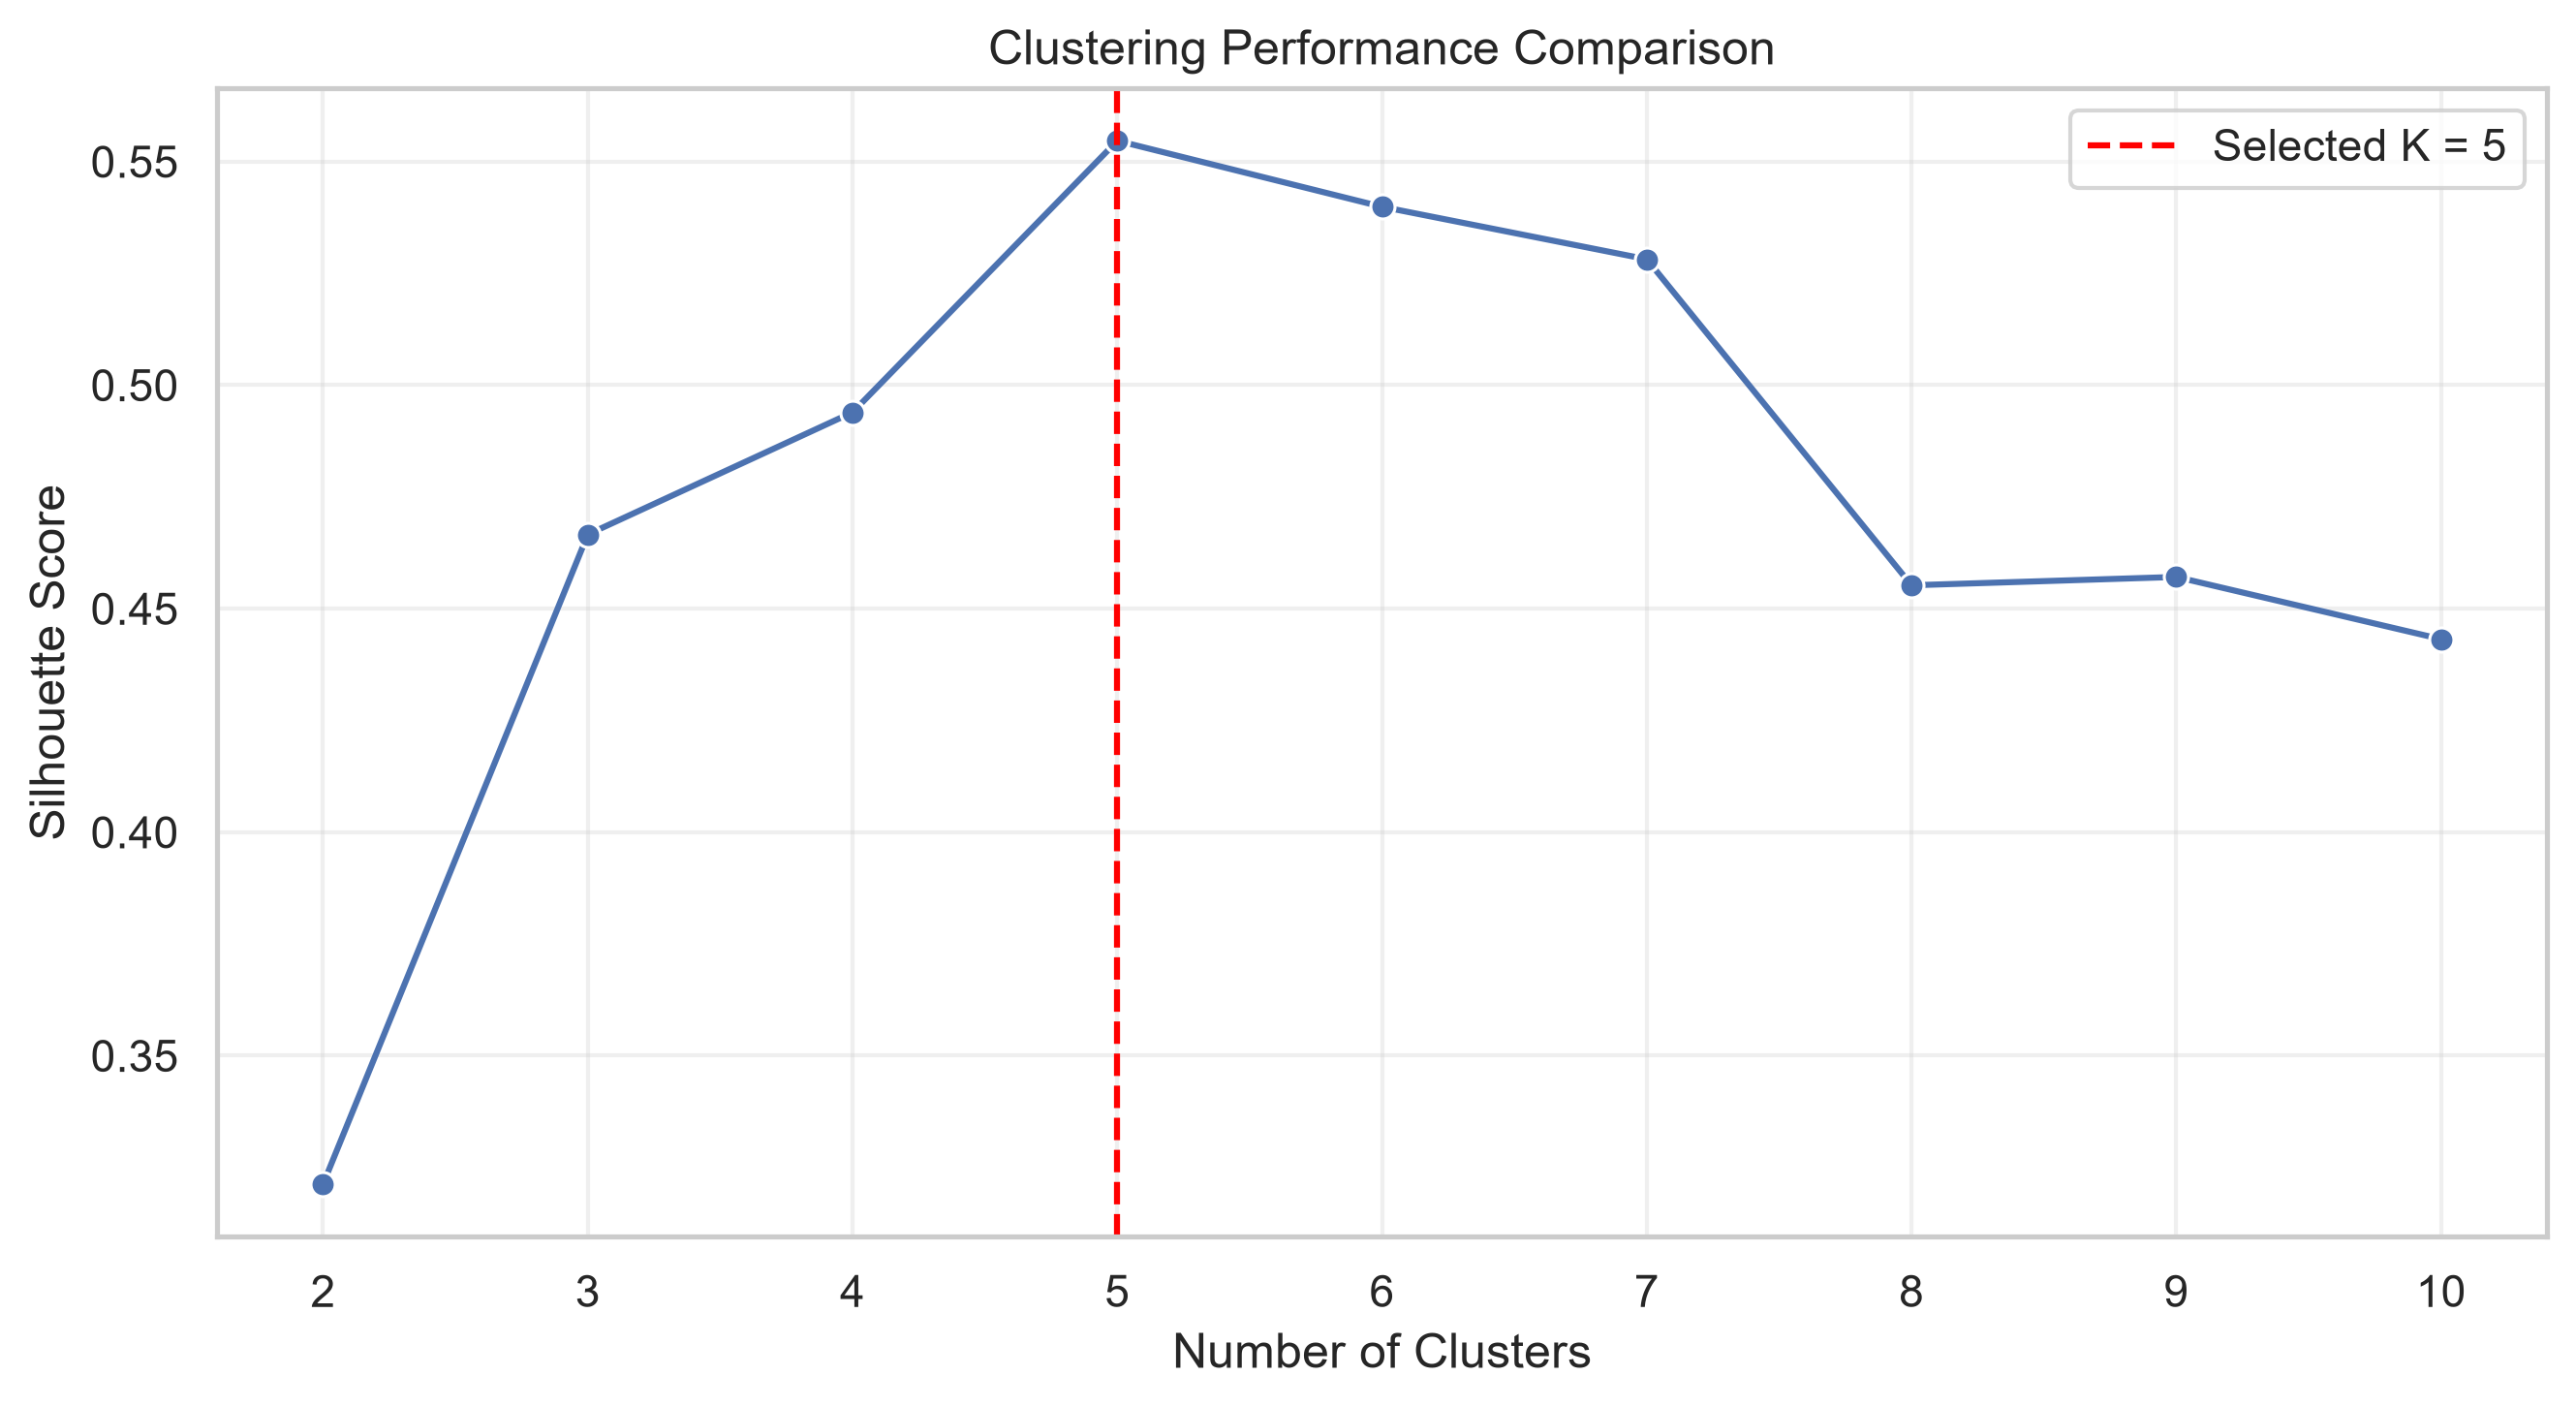 Clustering Performance Comparison
Selected K = 5
Silhouette Score
0.55
0.50
0.45
0.40
0.35
2 3 4 5 6 7 8 9 10
Number of Clusters